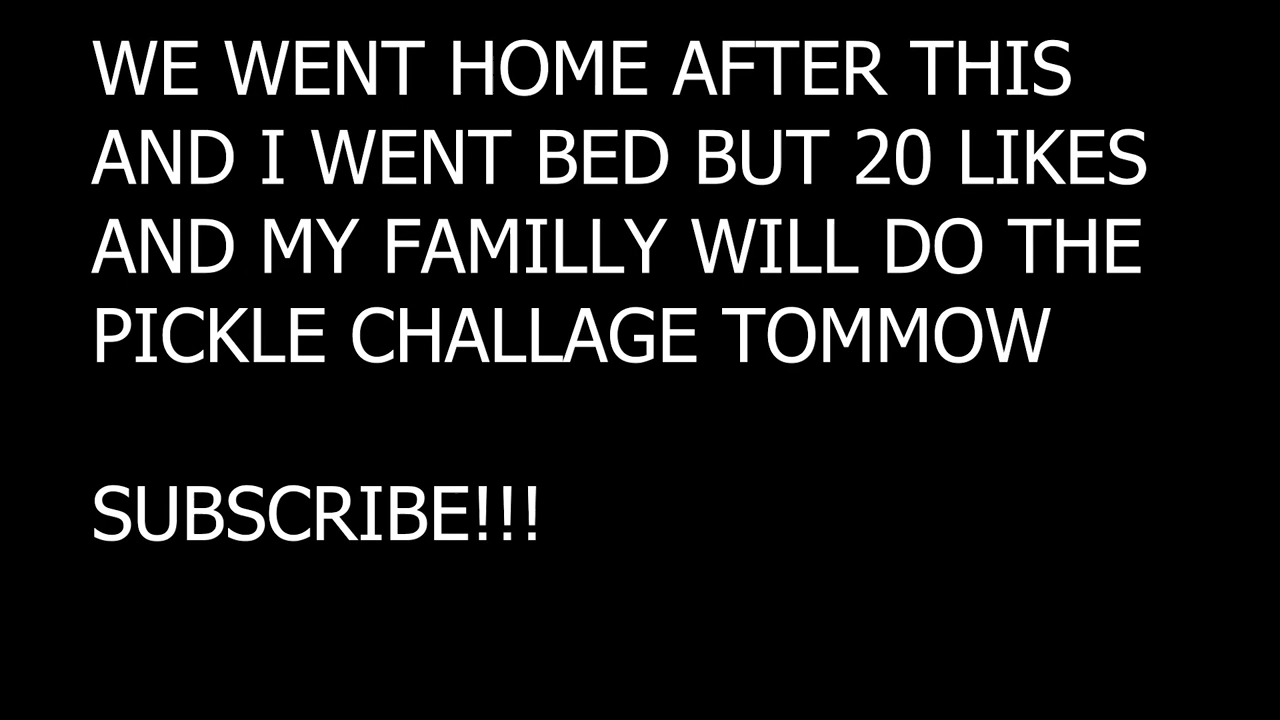 WE WENT HOME AFTER THIS
AND I WENT BED BUT 20 LIKES
AND MY FAMILLY WILL DO THE
PICKLE CHALLAGE TOMMOW
SUBSCRIBE!!!